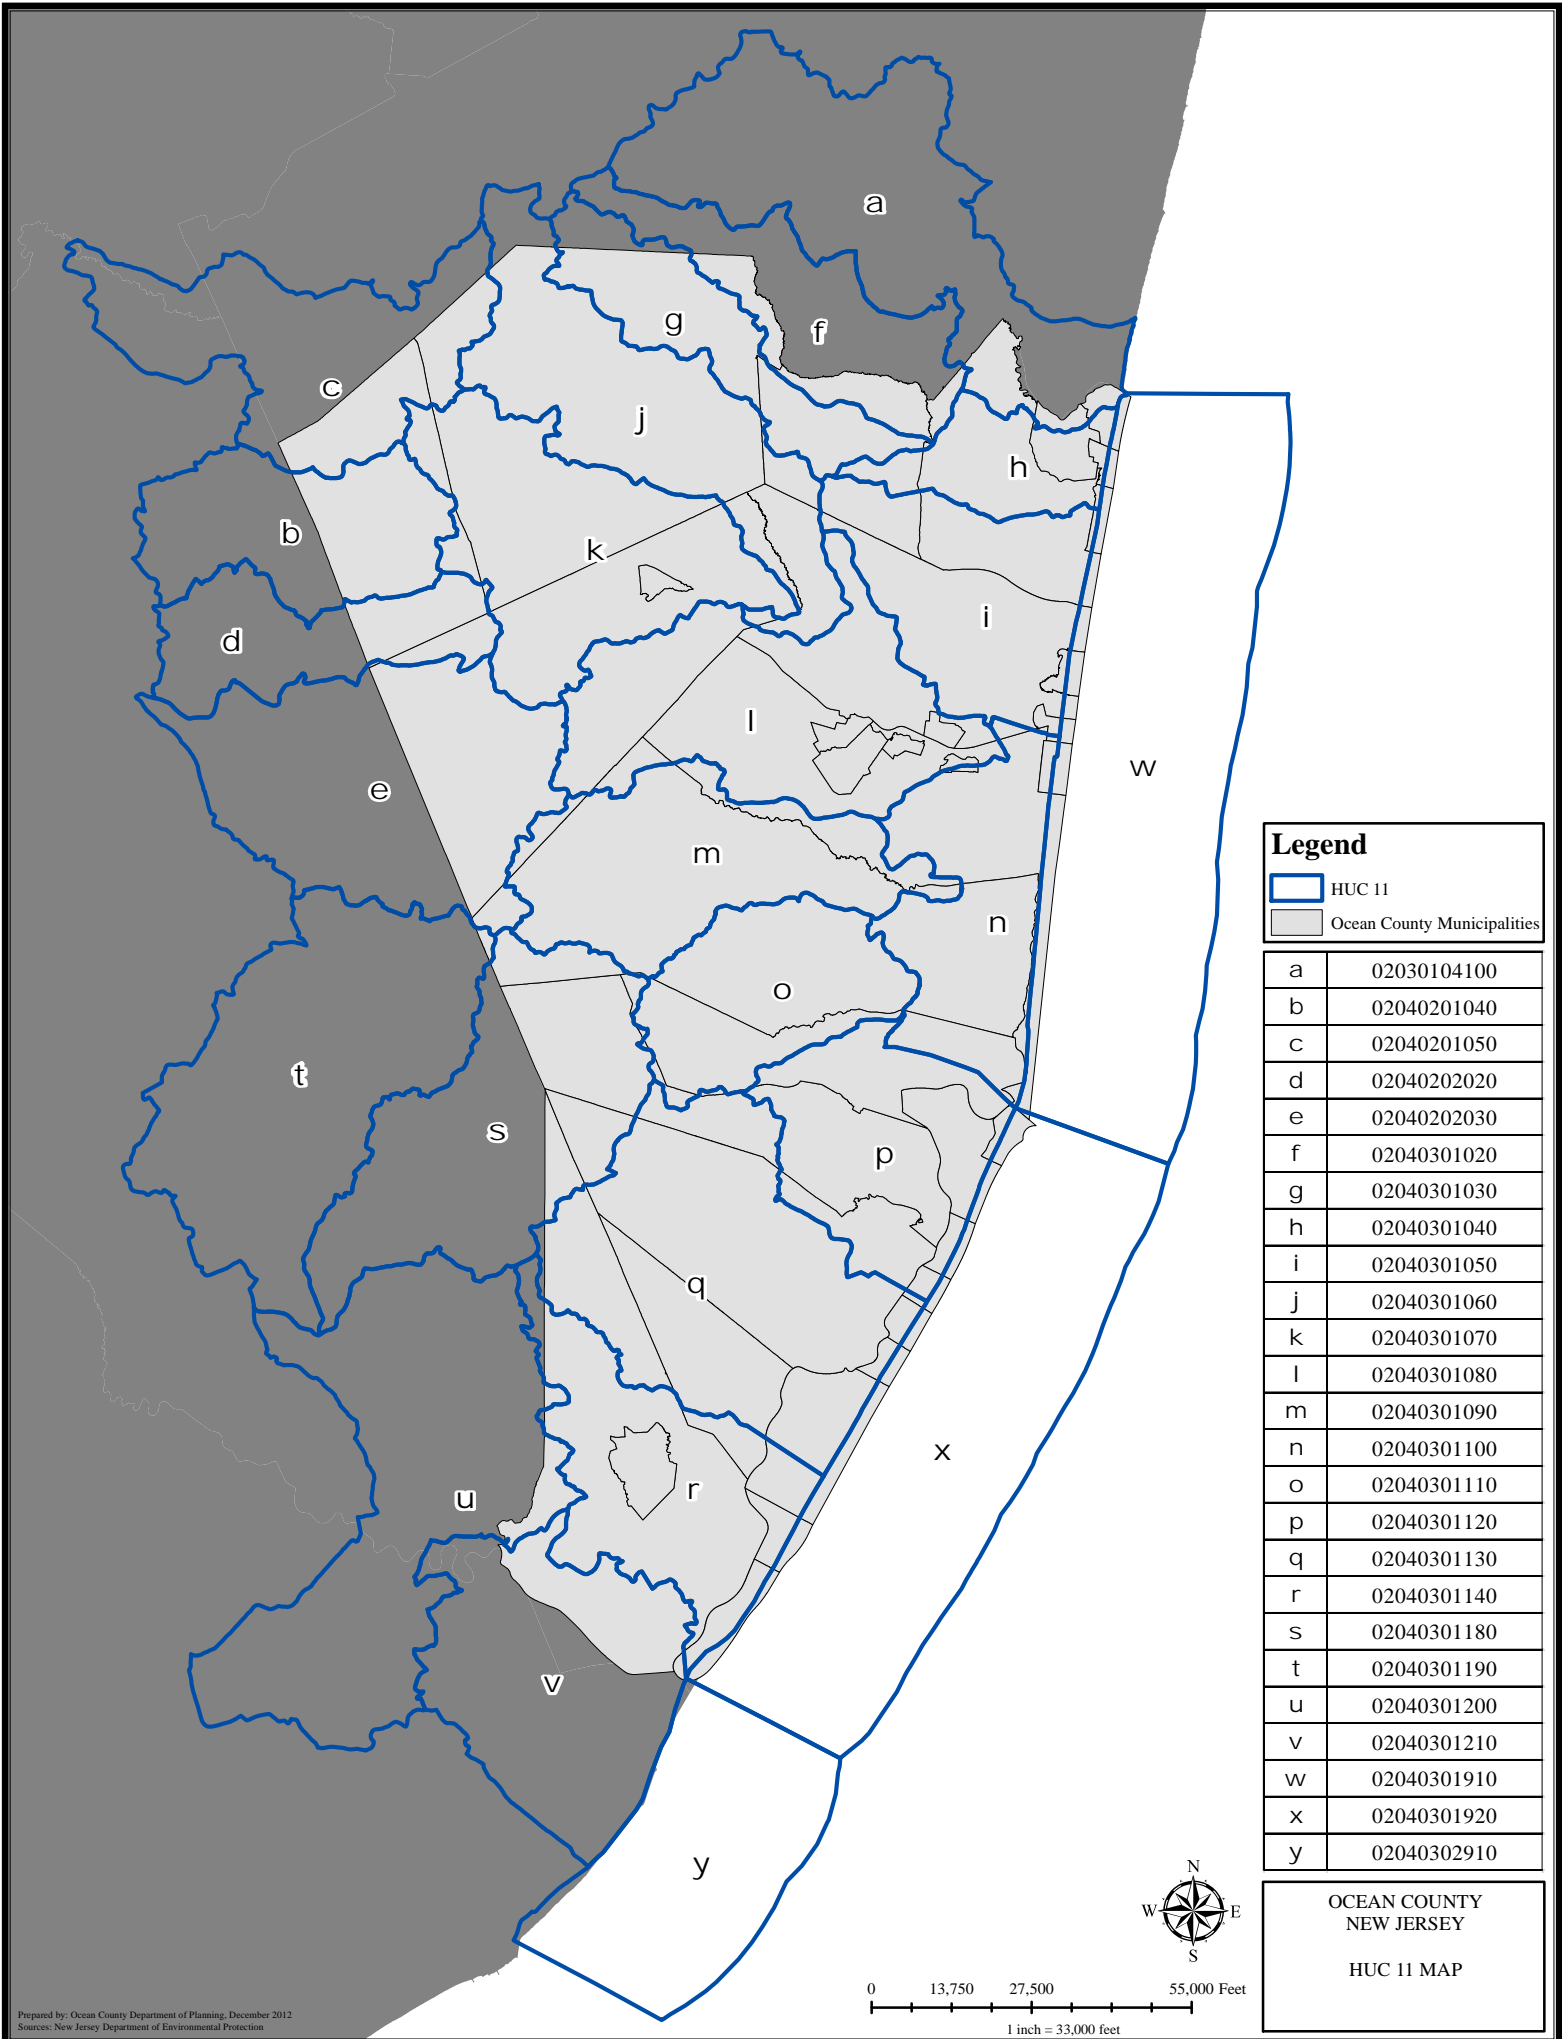 a
g
f
c
j
h
b
k
i
d
l
w
e
m
n
o
t
s
p
q
x
r
u
v
y
Legend
HUC 11
Ocean County Municipalities
a 02030104100
b 02040201040
c 02040201050
d 02040202020
e 02040202030
f 02040301020
g 02040301030
h 02040301040
i 02040301050
j 02040301060
k 02040301070
l 02040301080
m 02040301090
n 02040301100
o 02040301110
p 02040301120
q 02040301130
r 02040301140
s 02040301180
t 02040301190
u 02040301200
v 02040301210
w 02040301910
x 02040301920
y 02040302910
N
W E
S
OCEAN COUNTY
NEW JERSEY
HUC 11 MAP
0 13,750 27,500 55,000 Feet
1 inch = 33,000 feet
Prepared by: Ocean County Department of Planning, December 2012
Sources: New Jersey Department of Environmental Protection